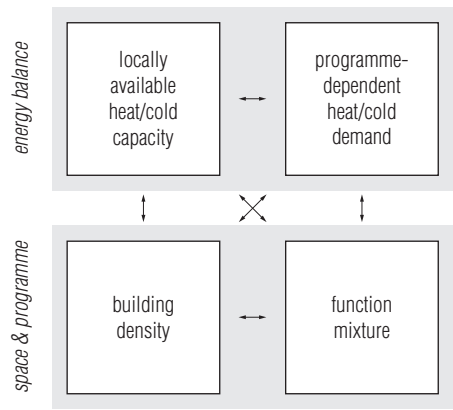 energy balance
locally
available
heat/cold
capacity
programme-
dependent
heat/cold
demand
space & programme
building
density
function
mixture